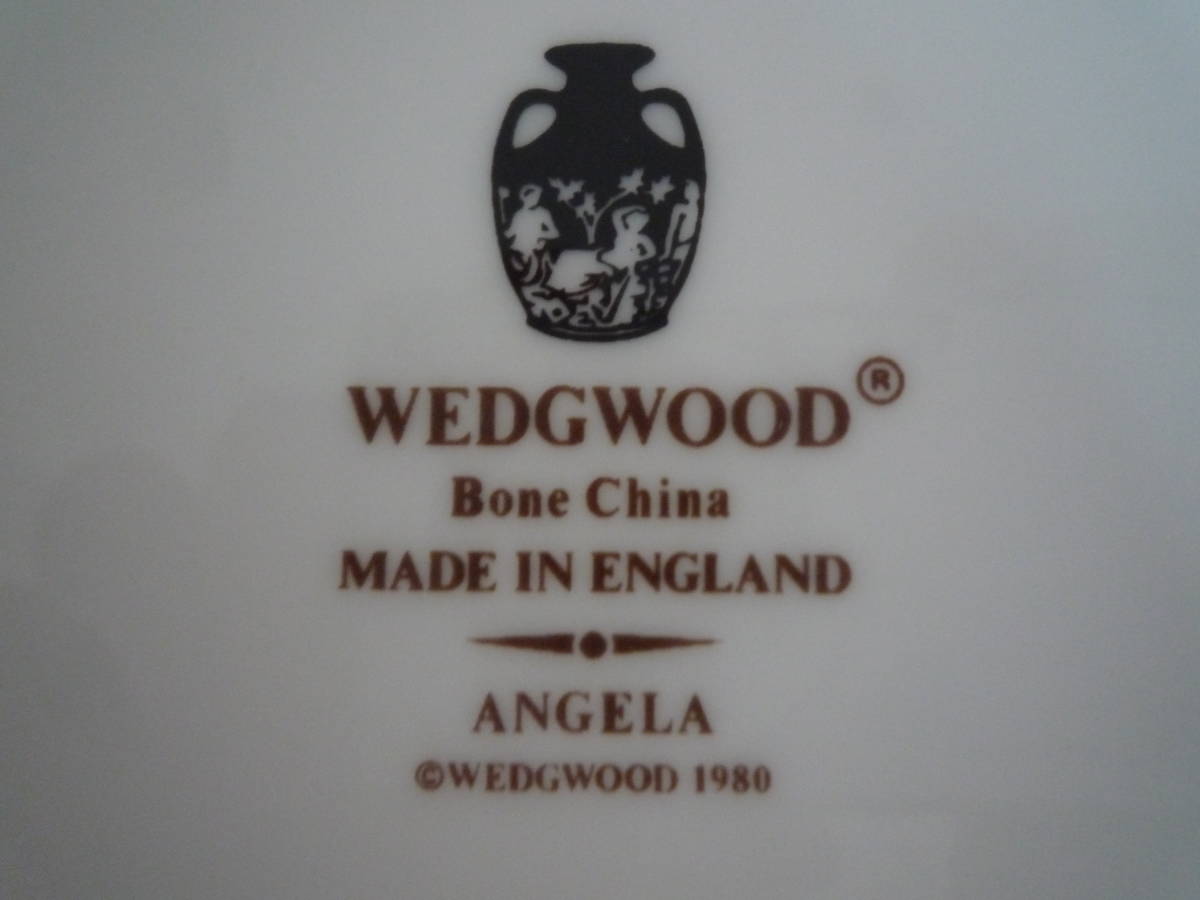 WEDGWOOD®
Bone China
MADE IN ENGLAND
ANGELA
©WEDGWOOD 1980